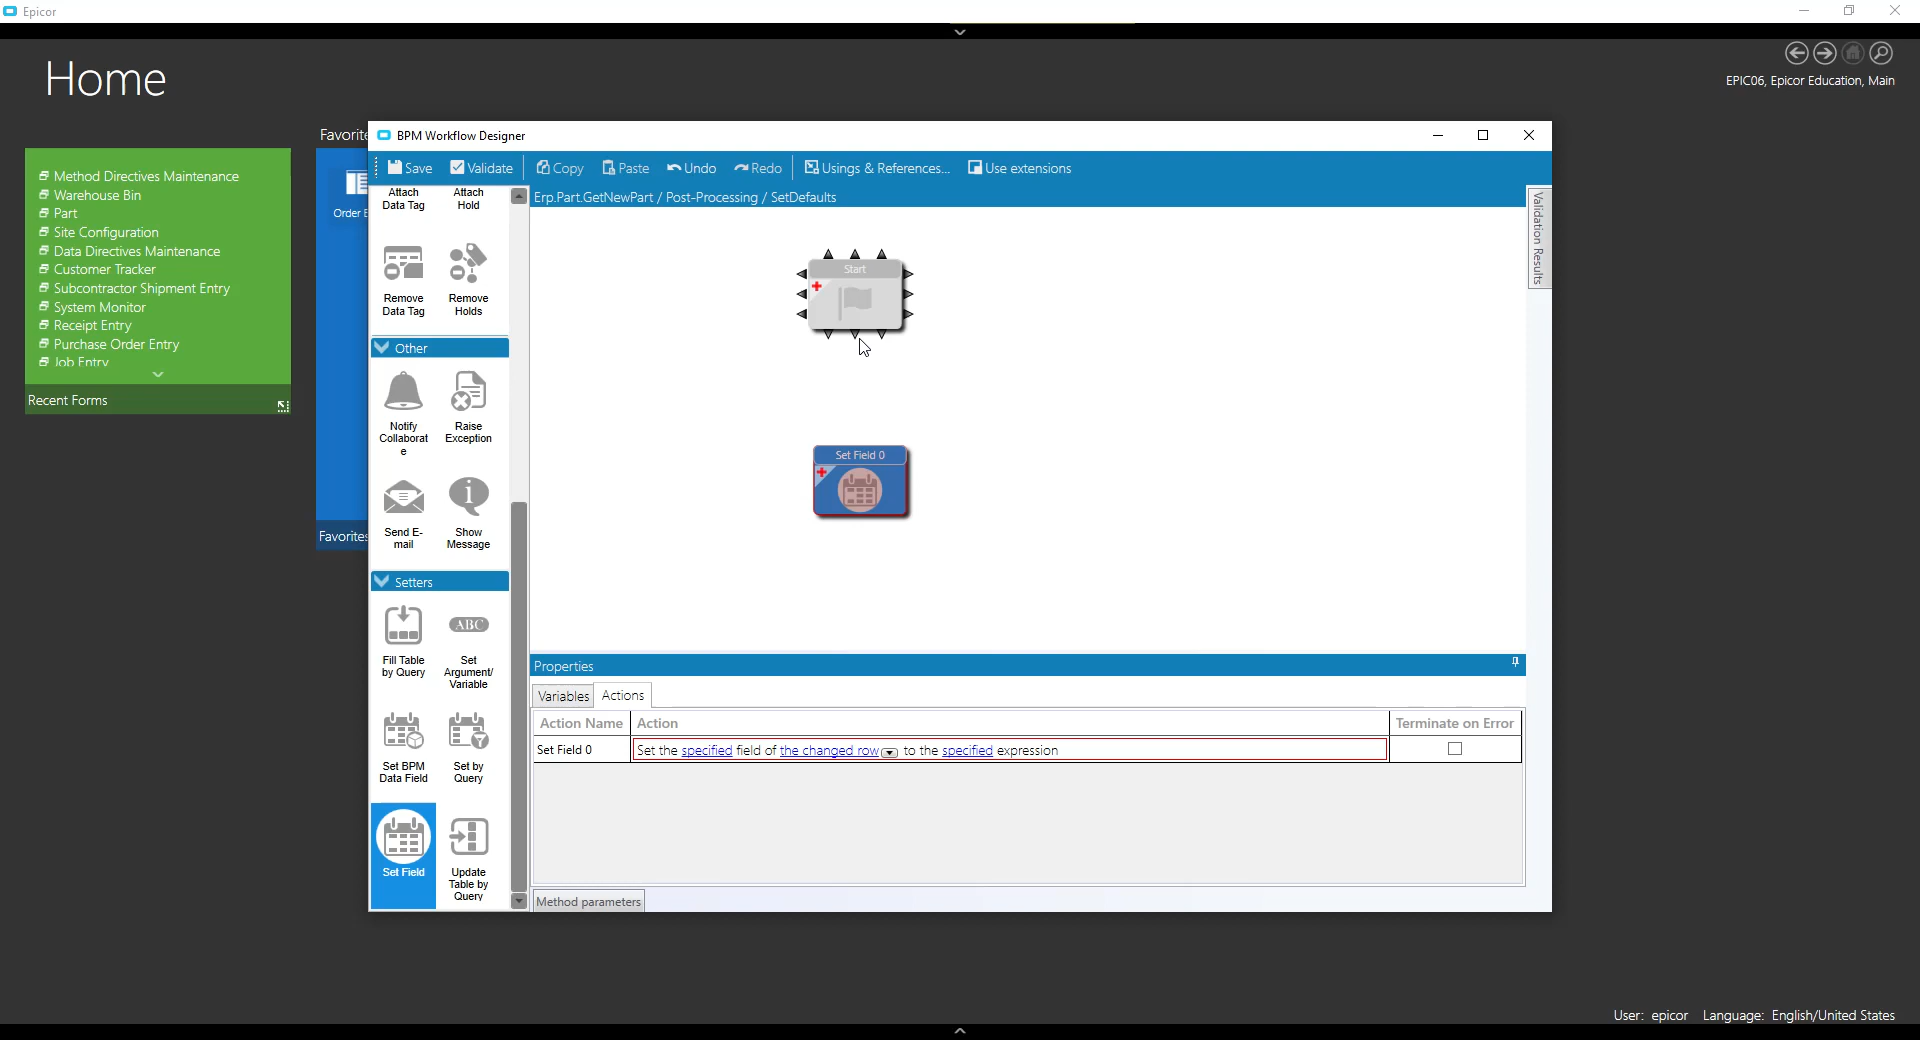 Epicor
Home
EPIC06, Epicor Education, Main
Method Directives Maintenance
Warehouse Bin
Part
Site Configuration
Data Directives Maintenance
Customer Tracker
Subcontractor Shipment Entry
System Monitor
Receipt Entry
Purchase Order Entry
Job Entry
Recent Forms
Favorite
Order E
Favorites
BPM Workflow Designer
Save
Validate
Copy
Paste
Undo
Redo
Usings & References...
Use extensions
Erp.Part.GetNewPart / Post-Processing / SetDefaults
Validation Results
Attach
Data Tag
Attach
Hold
Remove
Data Tag
Remove
Holds
Other
Notify
Collaborat
e
Raise
Exception
Send E-
mail
Show
Message
Setters
Fill Table
by Query
ABC
Set
Argument/
Variable
Set BPM
Data Field
Set by
Query
Set Field
Update
Table by
Query
Start
Set Field 0
Properties
Variables
Actions
Action Name
Action
Terminate on Error
Set Field 0
Set the specified field of the changed row to the specified expression
Method parameters
User: epicor
Language: English/United States